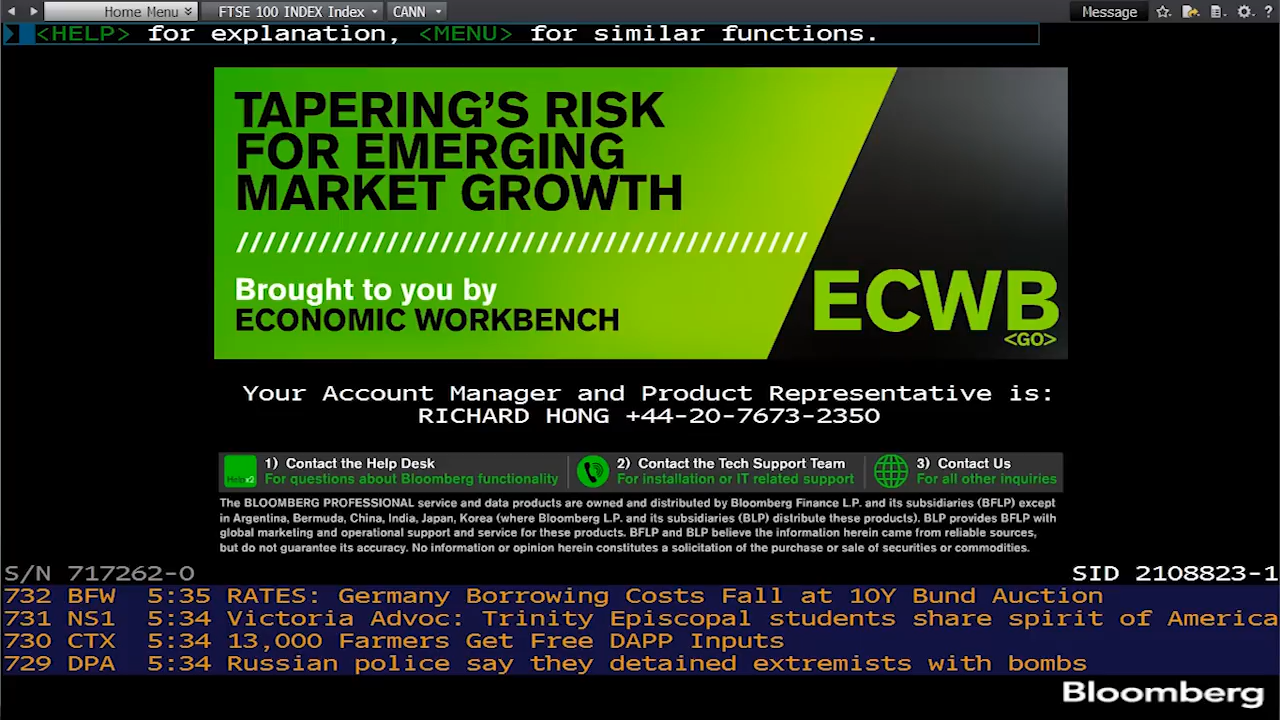 Home Menu FTSE 100 INDEX Index CANN Message ?
<HELP> for explanation, <MENU> for similar functions.
TAPERING'S RISK
FOR EMERGING
MARKET GROWTH
////////////////////////////////////////////
Brought to you by
ECONOMIC WORKBENCH
ECWB
<GO>
Your Account Manager and Product Representative is:
RICHARD HONG +44-20-7673-2350
1) Contact the Help Desk
For questions about Bloomberg functionality
Helpx2
2) Contact the Tech Support Team
For installation or IT related support
3) Contact Us
For all other inquiries
The BLOOMBERG PROFESSIONAL service and data products are owned and distributed by Bloomberg Finance L.P. and its subsidiaries (BFLP) except
in Argentina, Bermuda, China, India, Japan, Korea (where Bloomberg L.P. and its subsidiaries (BLP) distribute these products). BLP provides BFLP with
global marketing and operational support and service for these products. BFLP and BLP believe the information herein came from reliable sources,
but do not guarantee its accuracy. No information or opinion herein constitutes a solicitation of the purchase or sale of securities or commodities.
S/N 717262-0 SID 2108823-1
732 BFW 5:35 RATES: Germany Borrowing Costs Fall at 10Y Bund Auction
731 NS1 5:34 Victoria Advoc: Trinity Episcopal students share spirit of America
730 CTX 5:34 13,000 Farmers Get Free DAPP Inputs
729 DPA 5:34 Russian police say they detained extremists with bombs
Bloomberg